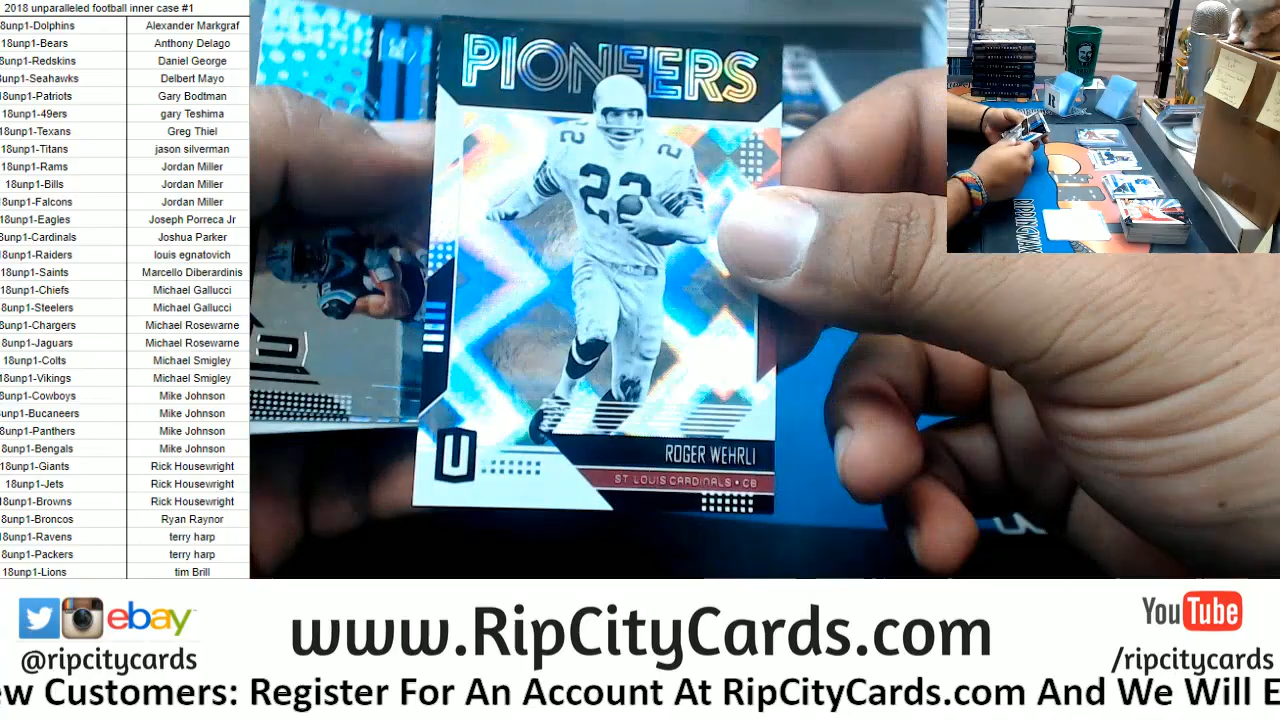 2018 unparalleled football inner case #1
8unp1-Dolphins Alexander Markgraf
18unp1-Bears Anthony Delago
8unp1-Redskins Daniel George
8unp1-Seahawks Delbert Mayo
8unp1-Patriots Gary Bodtman
18unp1-49ers gary Teshima
18unp1-Texans Greg Thiel
18unp1-Titans jason silverman
18unp1-Rams Jordan Miller
18unp1-Bills Jordan Miller
18unp1-Falcons Jordan Miller
18unp1-Eagles Joseph Porreca Jr
8unp1-Cardinals Joshua Parker
18unp1-Raiders louis egnatovich
18unp1-Saints Marcello Diberardinis
18unp1-Chiefs Michael Gallucci
8unp1-Steelers Michael Gallucci
8unp1-Chargers Michael Rosewarne
8unp1-Jaguars Michael Rosewarne
18unp1-Colts Michael Smigley
18unp1-Vikings Michael Smigley
8unp1-Cowboys Mike Johnson
unp1-Bucaneers Mike Johnson
8unp1-Panthers Mike Johnson
8unp1-Bengals Mike Johnson
18unp1-Giants Rick Housewright
18unp1-Jets Rick Housewright
18unp1-Browns Rick Housewright
8unp1-Broncos Ryan Raynor
18unp1-Ravens terry harp
8unp1-Packers terry harp
18unp1-Lions tim Brill
PIONEERS
22 22
22
U
ROGER WEHRLI
ST LOUIS CARDINALS • CB
ebay
@ripcitycards
www.RipCityCards.com
YouTube
/ripcitycards
ew Customers: Register For An Account At RipCityCards.com And We Will E